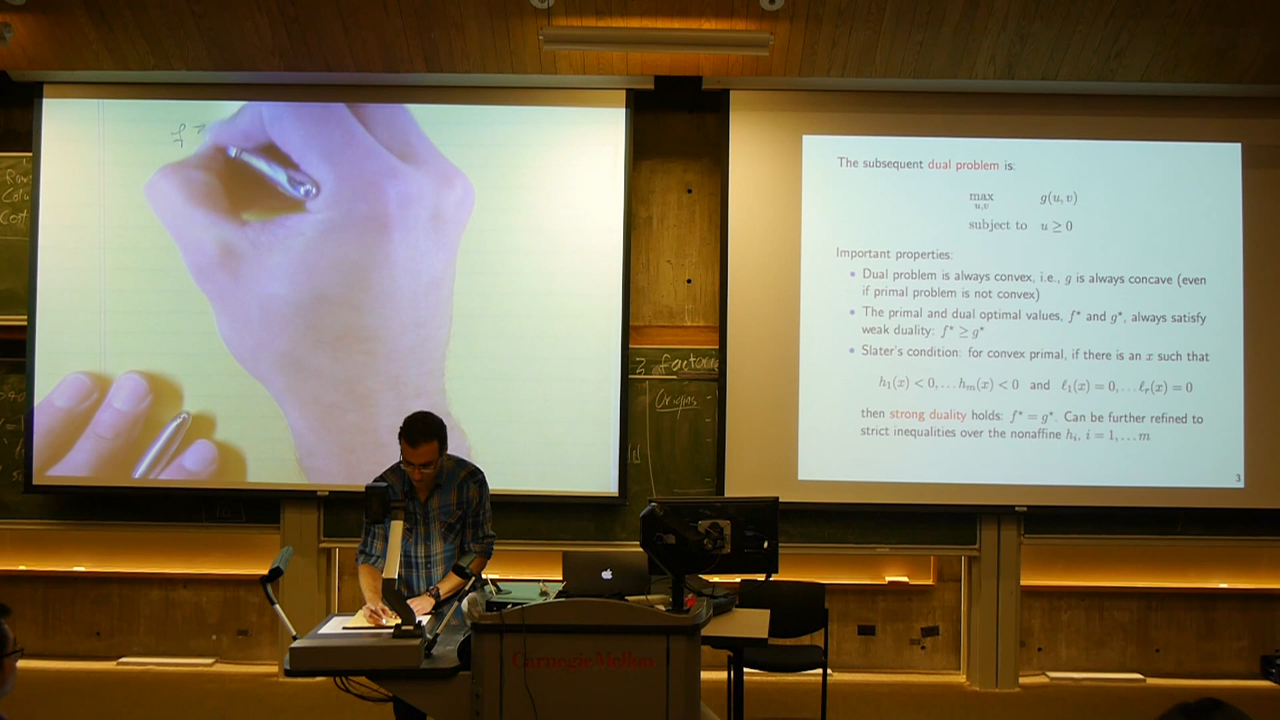 f
The subsequent dual problem is:
max g(u, v)
u,v
subject to u ≥ 0
Important properties:
• Dual problem is always convex, i.e., g is always concave (even
if primal problem is not convex)
• The primal and dual optimal values, f* and g*, always satisfy
weak duality: f* ≥ g*
• Slater's condition: for convex primal, if there is an x such that
h₁(x) < 0, . . . hₘ(x) < 0 and ℓ₁(x) = 0, . . . ℓᵣ(x) = 0
then strong duality holds: f* = g*. Can be further refined to
strict inequalities over the nonaffine hᵢ, i = 1, . . . m
3
Cost
factori
Origins
Carnegie Mellon